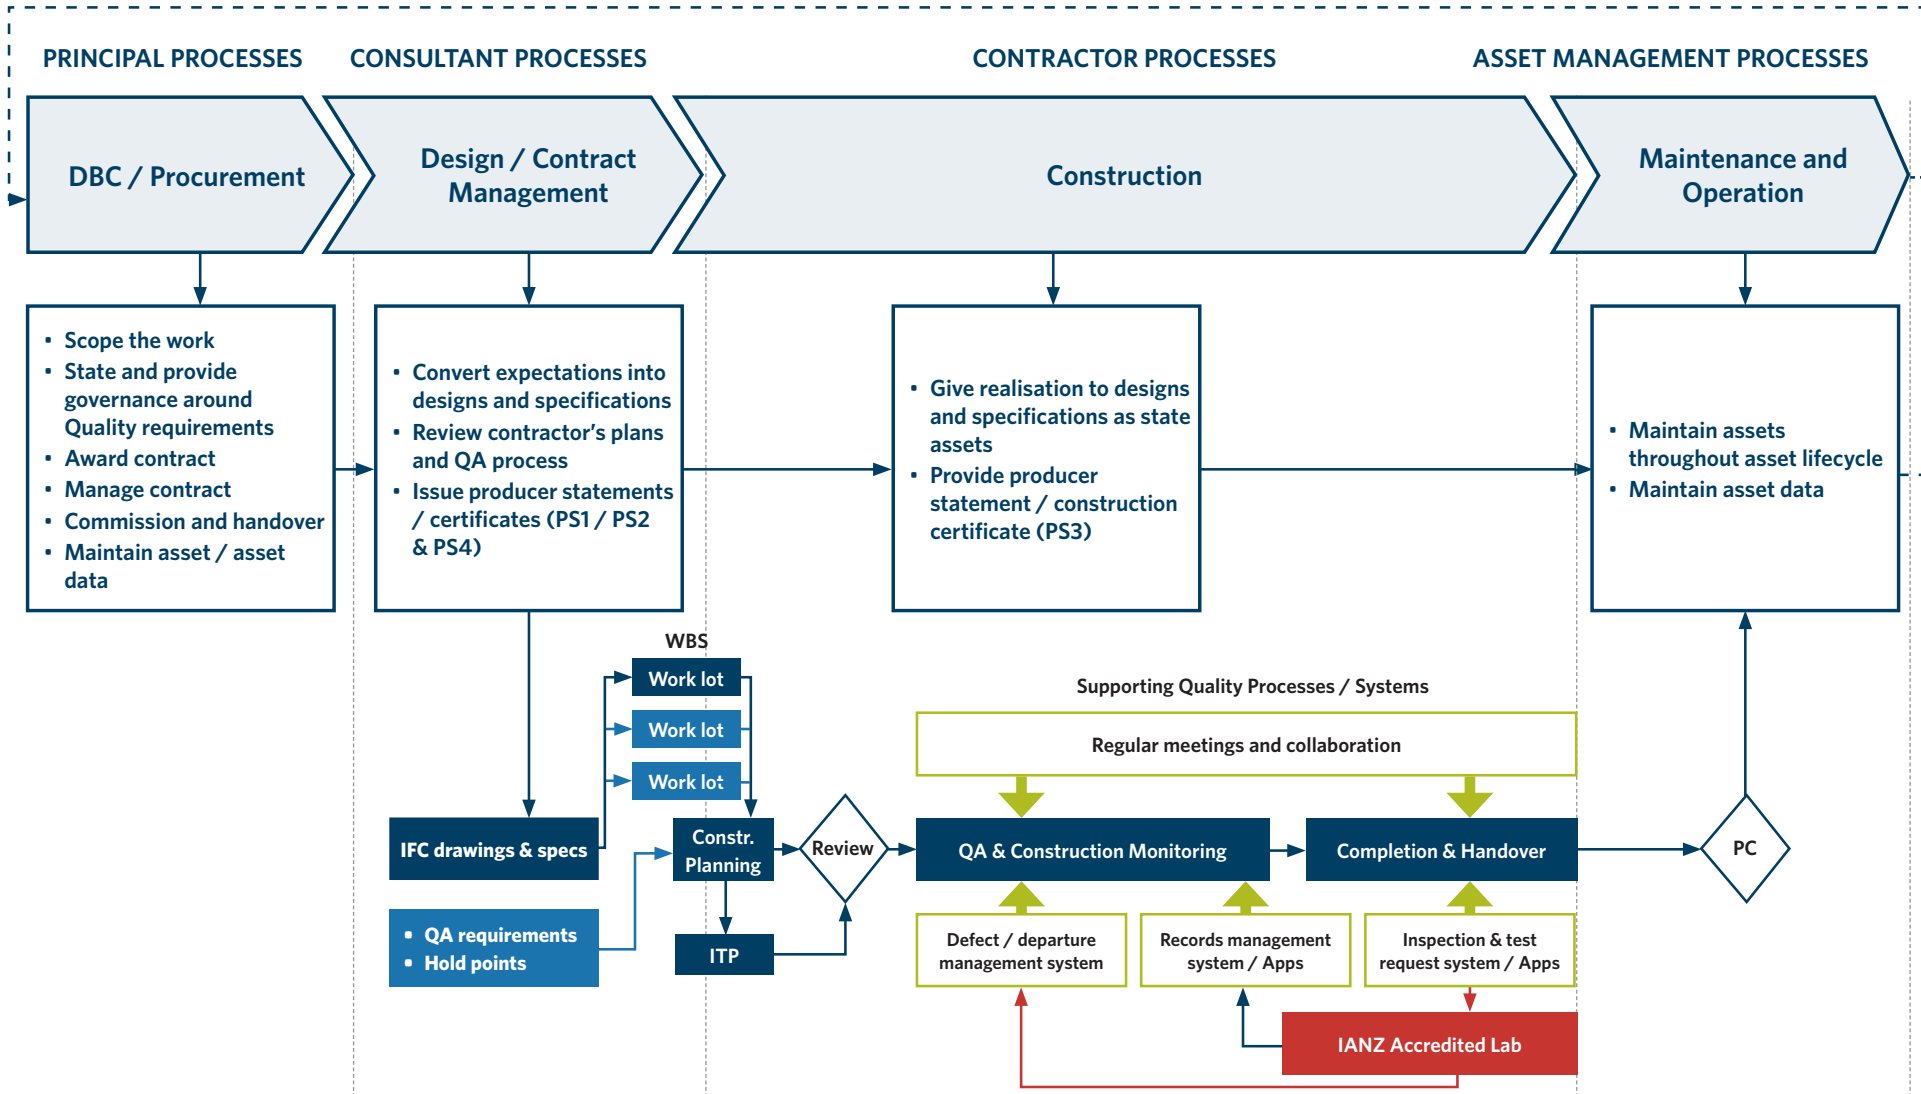 PRINCIPAL PROCESSES
CONSULTANT PROCESSES
CONTRACTOR PROCESSES
ASSET MANAGEMENT PROCESSES
DBC / Procurement
Design / Contract
Management
Construction
Maintenance and
Operation
• Scope the work
• State and provide
governance around
Quality requirements
• Award contract
• Manage contract
• Commission and handover
• Maintain asset / asset
data
• Convert expectations into
designs and specifications
• Review contractor's plans
and QA process
• Issue producer statements
/ certificates (PS1 / PS2
& PS4)
• Give realisation to designs
and specifications as state
assets
• Provide producer
statement / construction
certificate (PS3)
• Maintain assets
throughout asset lifecycle
• Maintain asset data
WBS
Work lot
Work lot
Work lot
Supporting Quality Processes / Systems
Regular meetings and collaboration
IFC drawings & specs
Constr.
Planning
Review
QA & Construction Monitoring
Completion & Handover
PC
• QA requirements
• Hold points
ITP
Defect / departure
management system
Records management
system / Apps
Inspection & test
request system / Apps
IANZ Accredited Lab